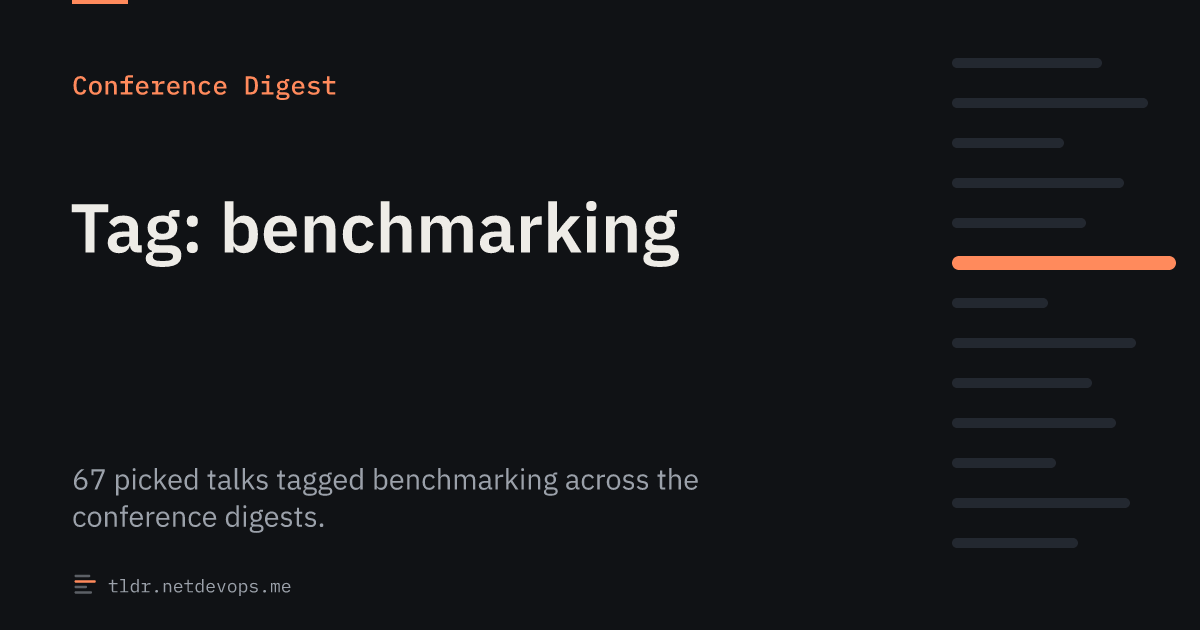 Conference Digest
Tag: benchmarking
67 picked talks tagged benchmarking across the
conference digests.
tldr.netdevops.me